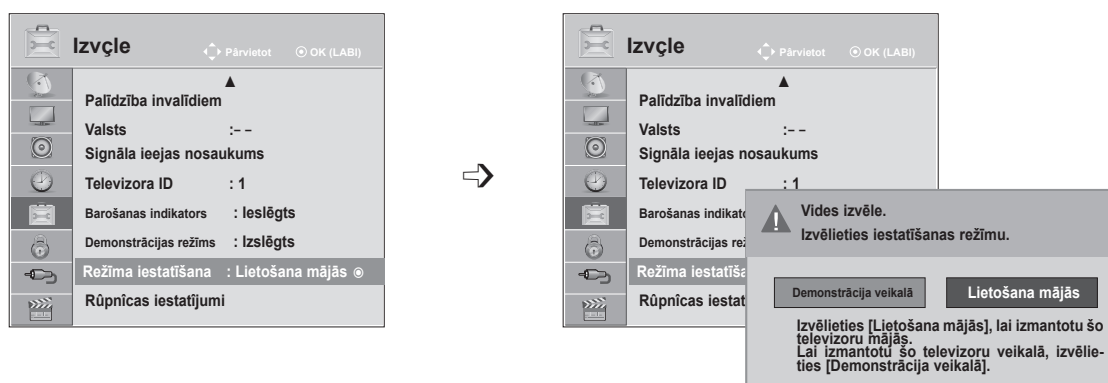 Izvçle
Pārvietot
OK (LABI)
▲
Palīdzība invalīdiem
Valsts :– –
Signāla ieejas nosaukums
Televizora ID : 1
Barošanas indikators : Ieslēgts
Demonstrācijas režīms : Izslēgts
Režīma iestatīšana : Lietošana mājās
Rûpnîcas iestatījumi
Izvçle
Pārvietot
OK (LABI)
▲
Palīdzība invalīdiem
Valsts :– –
Signāla ieejas nosaukums
Televizora ID : 1
Barošanas indikato
Demonstrācijas rež
Režīma iestatīša
Rûpnîcas iestat
Vides izvēle.
Izvēlieties iestatīšanas režīmu.
Demonstrācija veikalā
Lietošana mājās
Izvēlieties [Lietošana mājās], lai izmantotu šo
televizoru mājās.
Lai izmantotu šo televizoru veikalā, izvēlie-
ties [Demonstrācija veikalā].